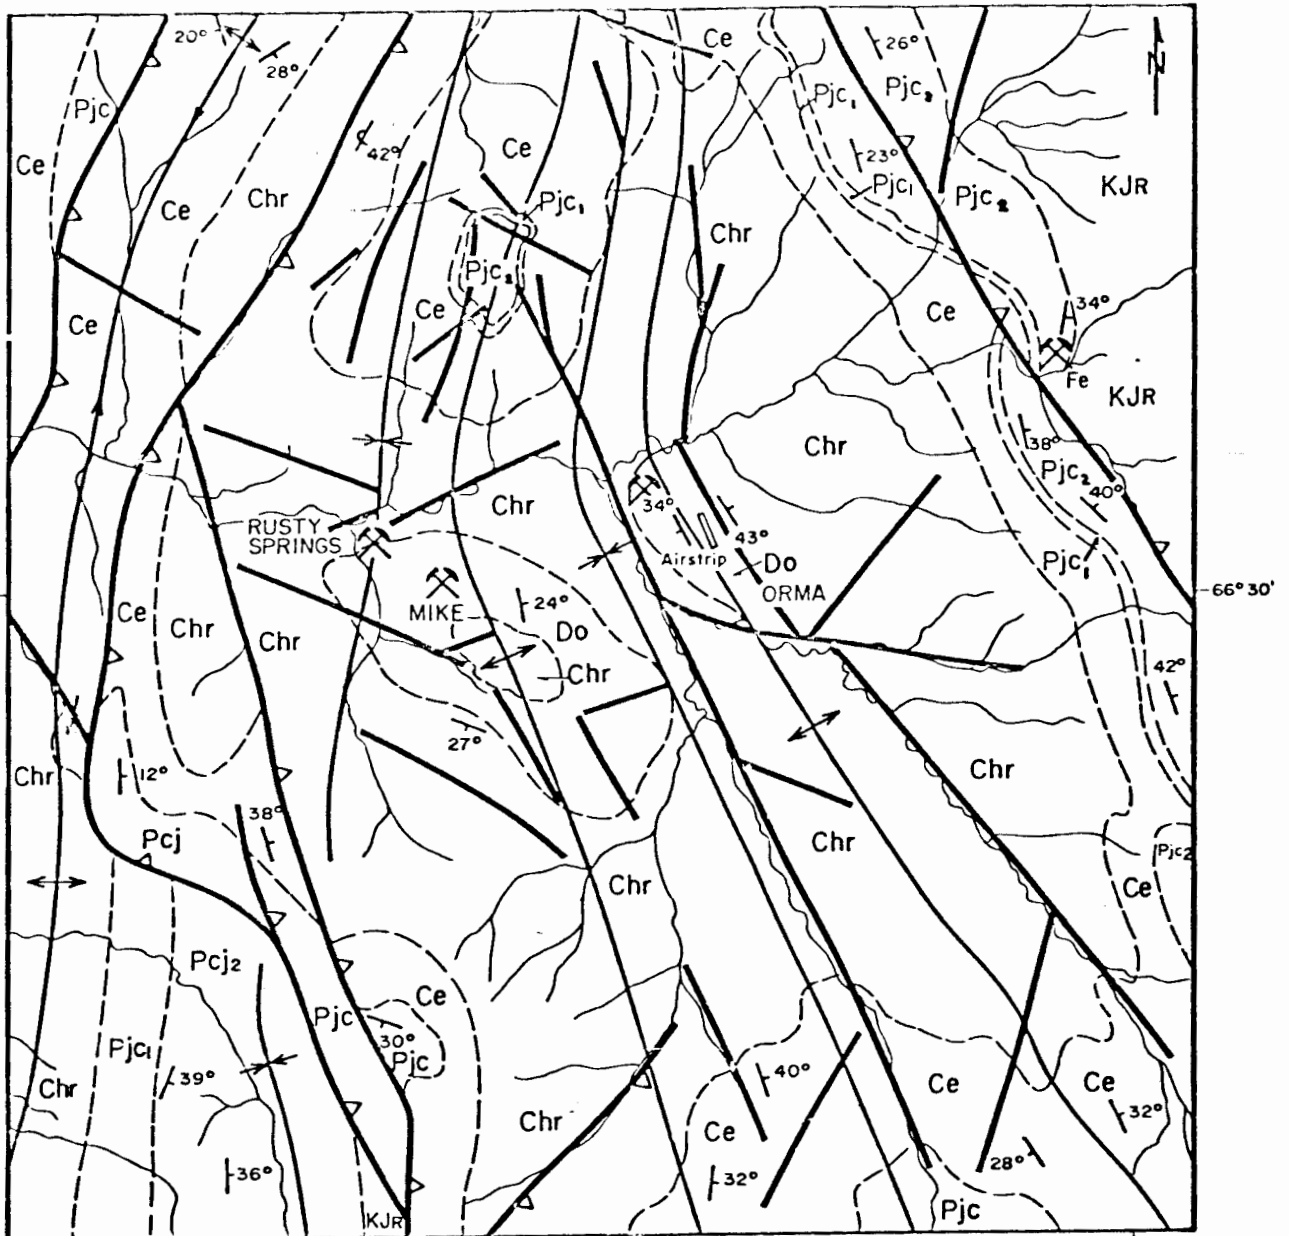 Ce
N
20°
28°
26°
Pjc
Pjc₁
Pjc₂
42°
Ce
23°
Ce
Chr
Pjc₁
Pjc₂
KJR
Ce
Pjc₁
Chr
Pjc₂
Ce
Ce
Ce
34°
Fe
KJR
Chr
38°
Pjc₂
40°
Chr
34°
RUSTY
SPRINGS
43°
Airstrip
Do
ORMA
Pjc₁
66°30'
MIKE
24°
Ce
Chr
Chr
Do
Chr
42°
27°
Chr
12°
Chr
38°
Pcj
Chr
Pjc2
Chr
Ce
Pcj₂
Ce
Pjc
30°
Pjc
Pjc₁
39°
40°
Chr
Ce
Ce
32°
Chr
Ce
28°
36°
32°
KJR
Pjc